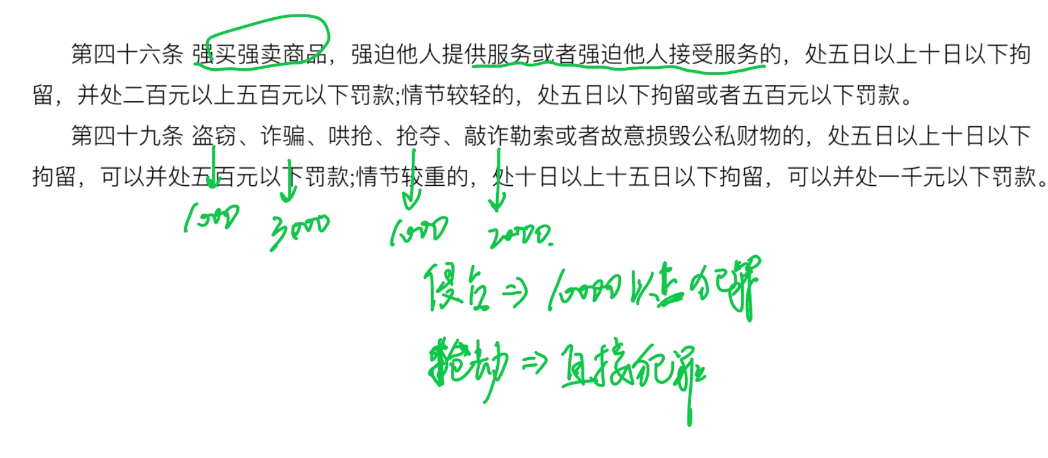 第四十六条 强买强卖商品，强迫他人提供服务或者强迫他人接受服务的，处五日以上十日以下拘
留，并处二百元以上五百元以下罚款;情节较轻的，处五日以下拘留或者五百元以下罚款。
第四十九条 盗窃、诈骗、哄抢、抢夺、敲诈勒索或者故意损毁公私财物的，处五日以上十日以下
拘留，可以并处五百元以下罚款;情节较重的，处十日以上十五日以下拘留，可以并处一千元以下罚款。
1000 3000 1000 2000.
侵占⇒10000以上犯罪
抢劫⇒直接犯罪